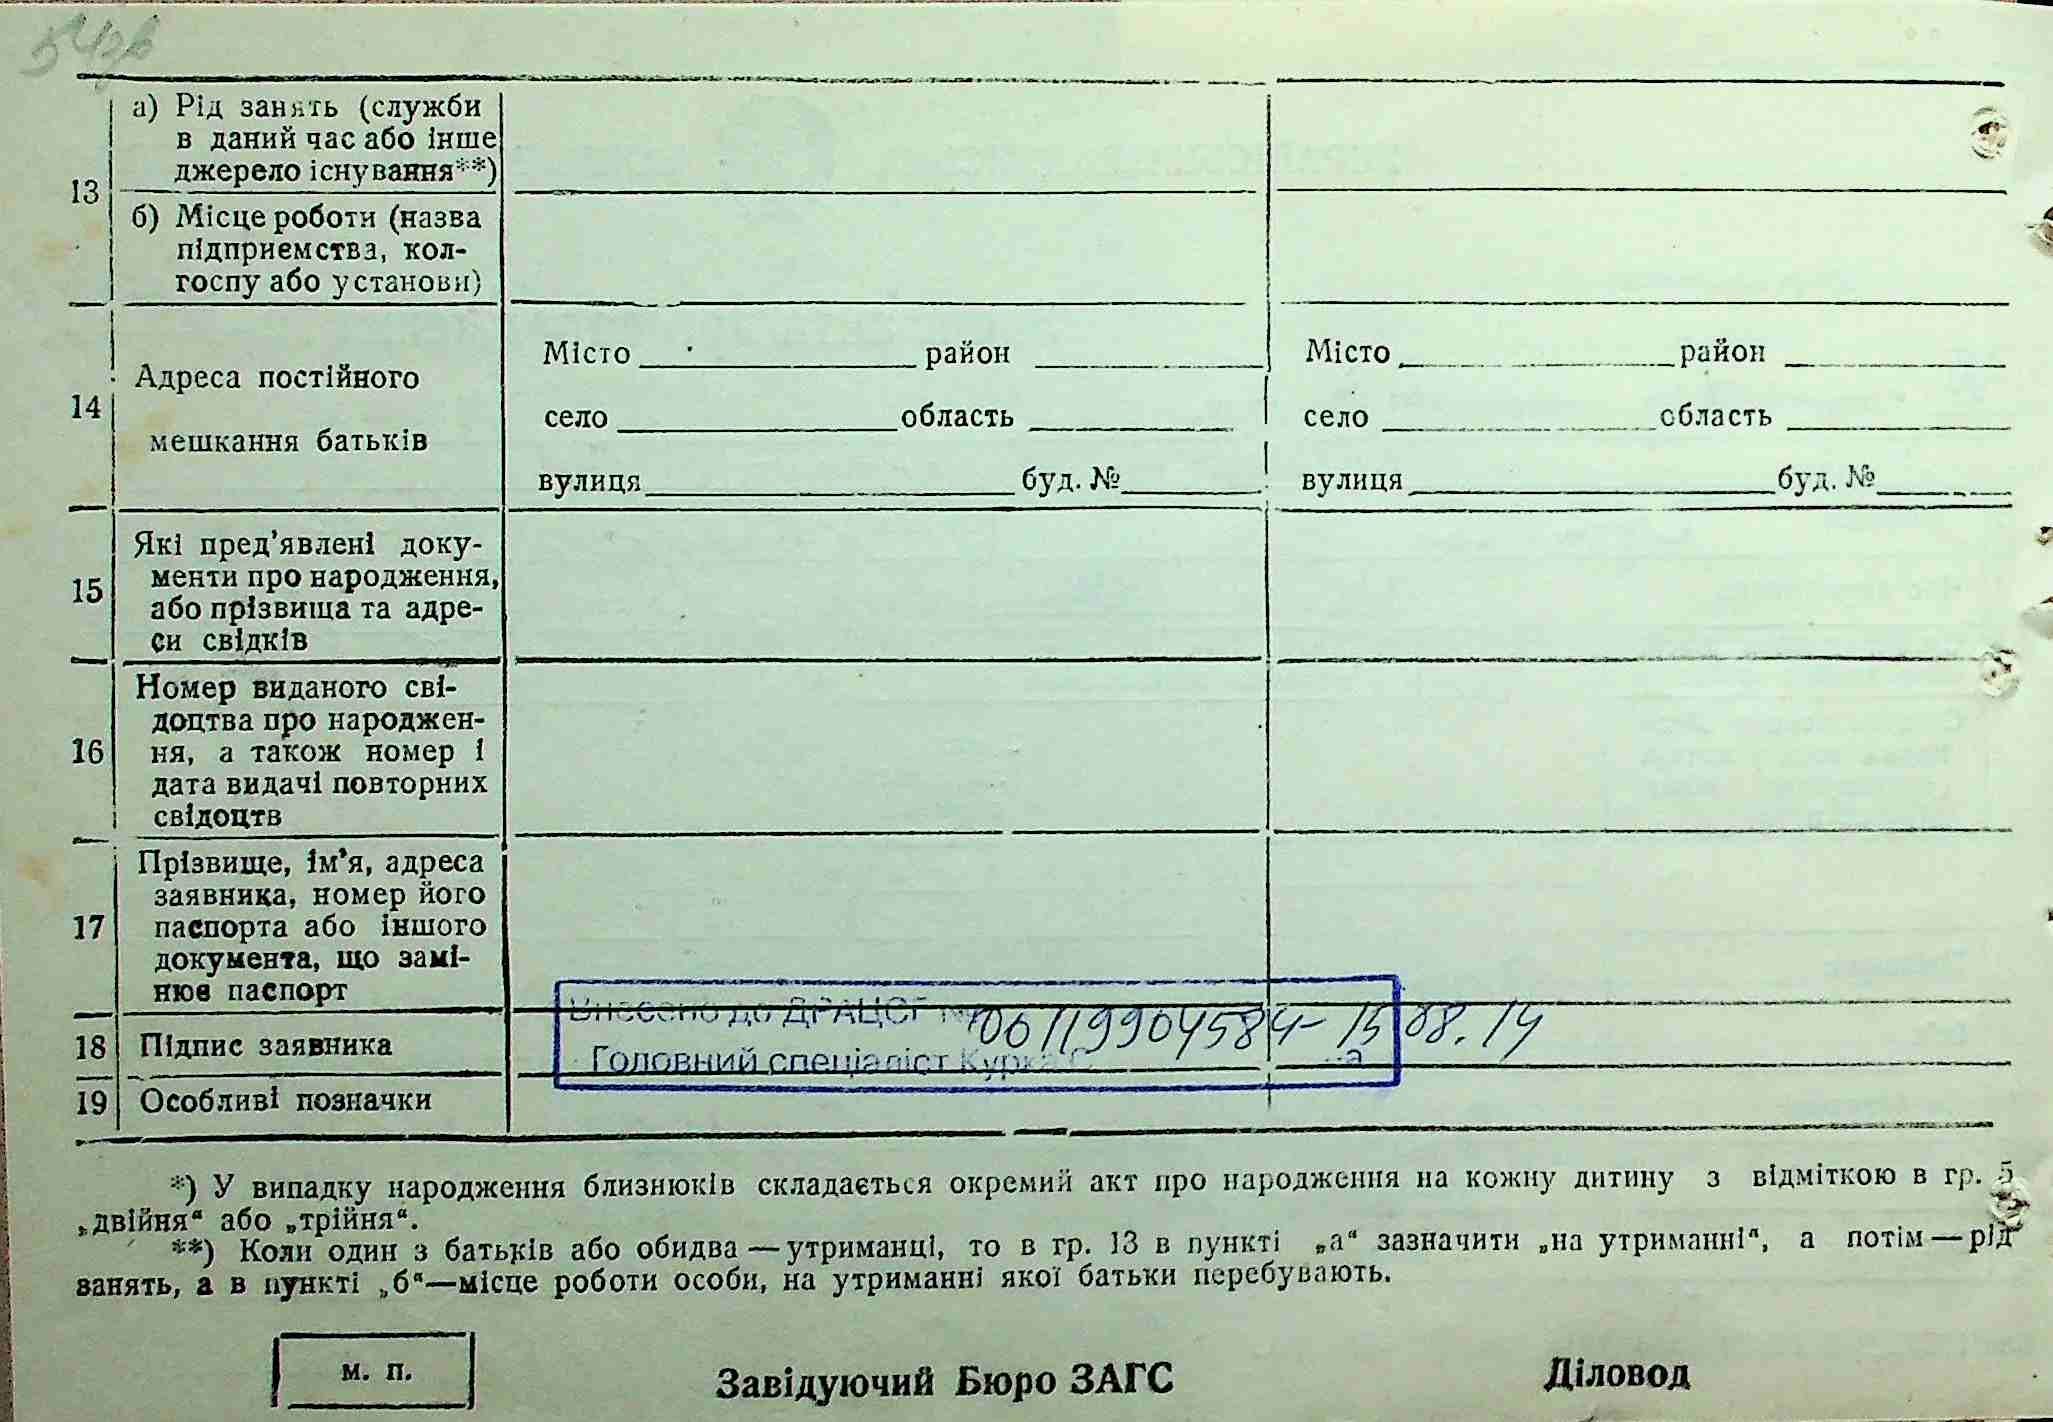 а) Рід занять (служби
в даний час або інше
джерело існування**)
13
б) Місце роботи (назва
підприємства, кол-
госпу або установи)
14
Адреса постійного
мешкання батьків
Місто район
село область
вулиця буд. №
Місто район
село область
вулиця буд. №
15
Які пред’явлені доку-
менти про народження,
або прізвища та адре-
си свідків
16
Номер виданого сві-
доцтва про народжен-
ня, а також номер і
дата видачі повторних
свідоцтв
17
Прізвище, ім’я, адреса
заявника, номер його
паспорта або іншого
документа, що замі-
нює паспорт
Внесено до ДРАЦСГ № 00119904584- 15.08.14
18 Підпис заявника
Головний спеціаліст
19 Особливі позначки
*) У випадку народження близнюків складається окремий акт про народження на кожну дитину з відміткою в гр. 5
„двійня“ або „трійня“.
**) Коли один з батьків або обидва — утриманці, то в гр. 13 в пункті „а“ зазначити „на утриманні“, а потім — рід
занять, а в пункті „б“—місце роботи особи, на утриманні якої батьки перебувають.
м. п.
Завідуючий Бюро ЗАГС
Діловод